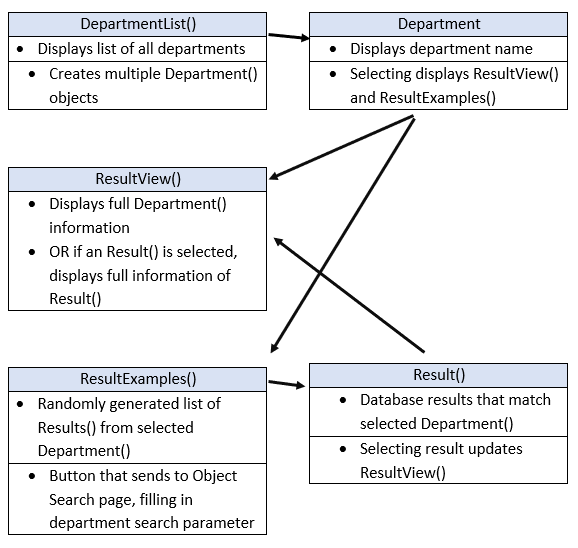 DepartmentList()
• Displays list of all departments
• Creates multiple Department()
objects
Department
• Displays department name
• Selecting displays ResultView()
and ResultExamples()
ResultView()
• Displays full Department()
information
• OR if an Result() is selected,
displays full information of
Result()
ResultExamples()
• Randomly generated list of
Results() from selected
Department()
• Button that sends to Object
Search page, filling in
department search parameter
Result()
• Database results that match
selected Department()
• Selecting result updates
ResultView()